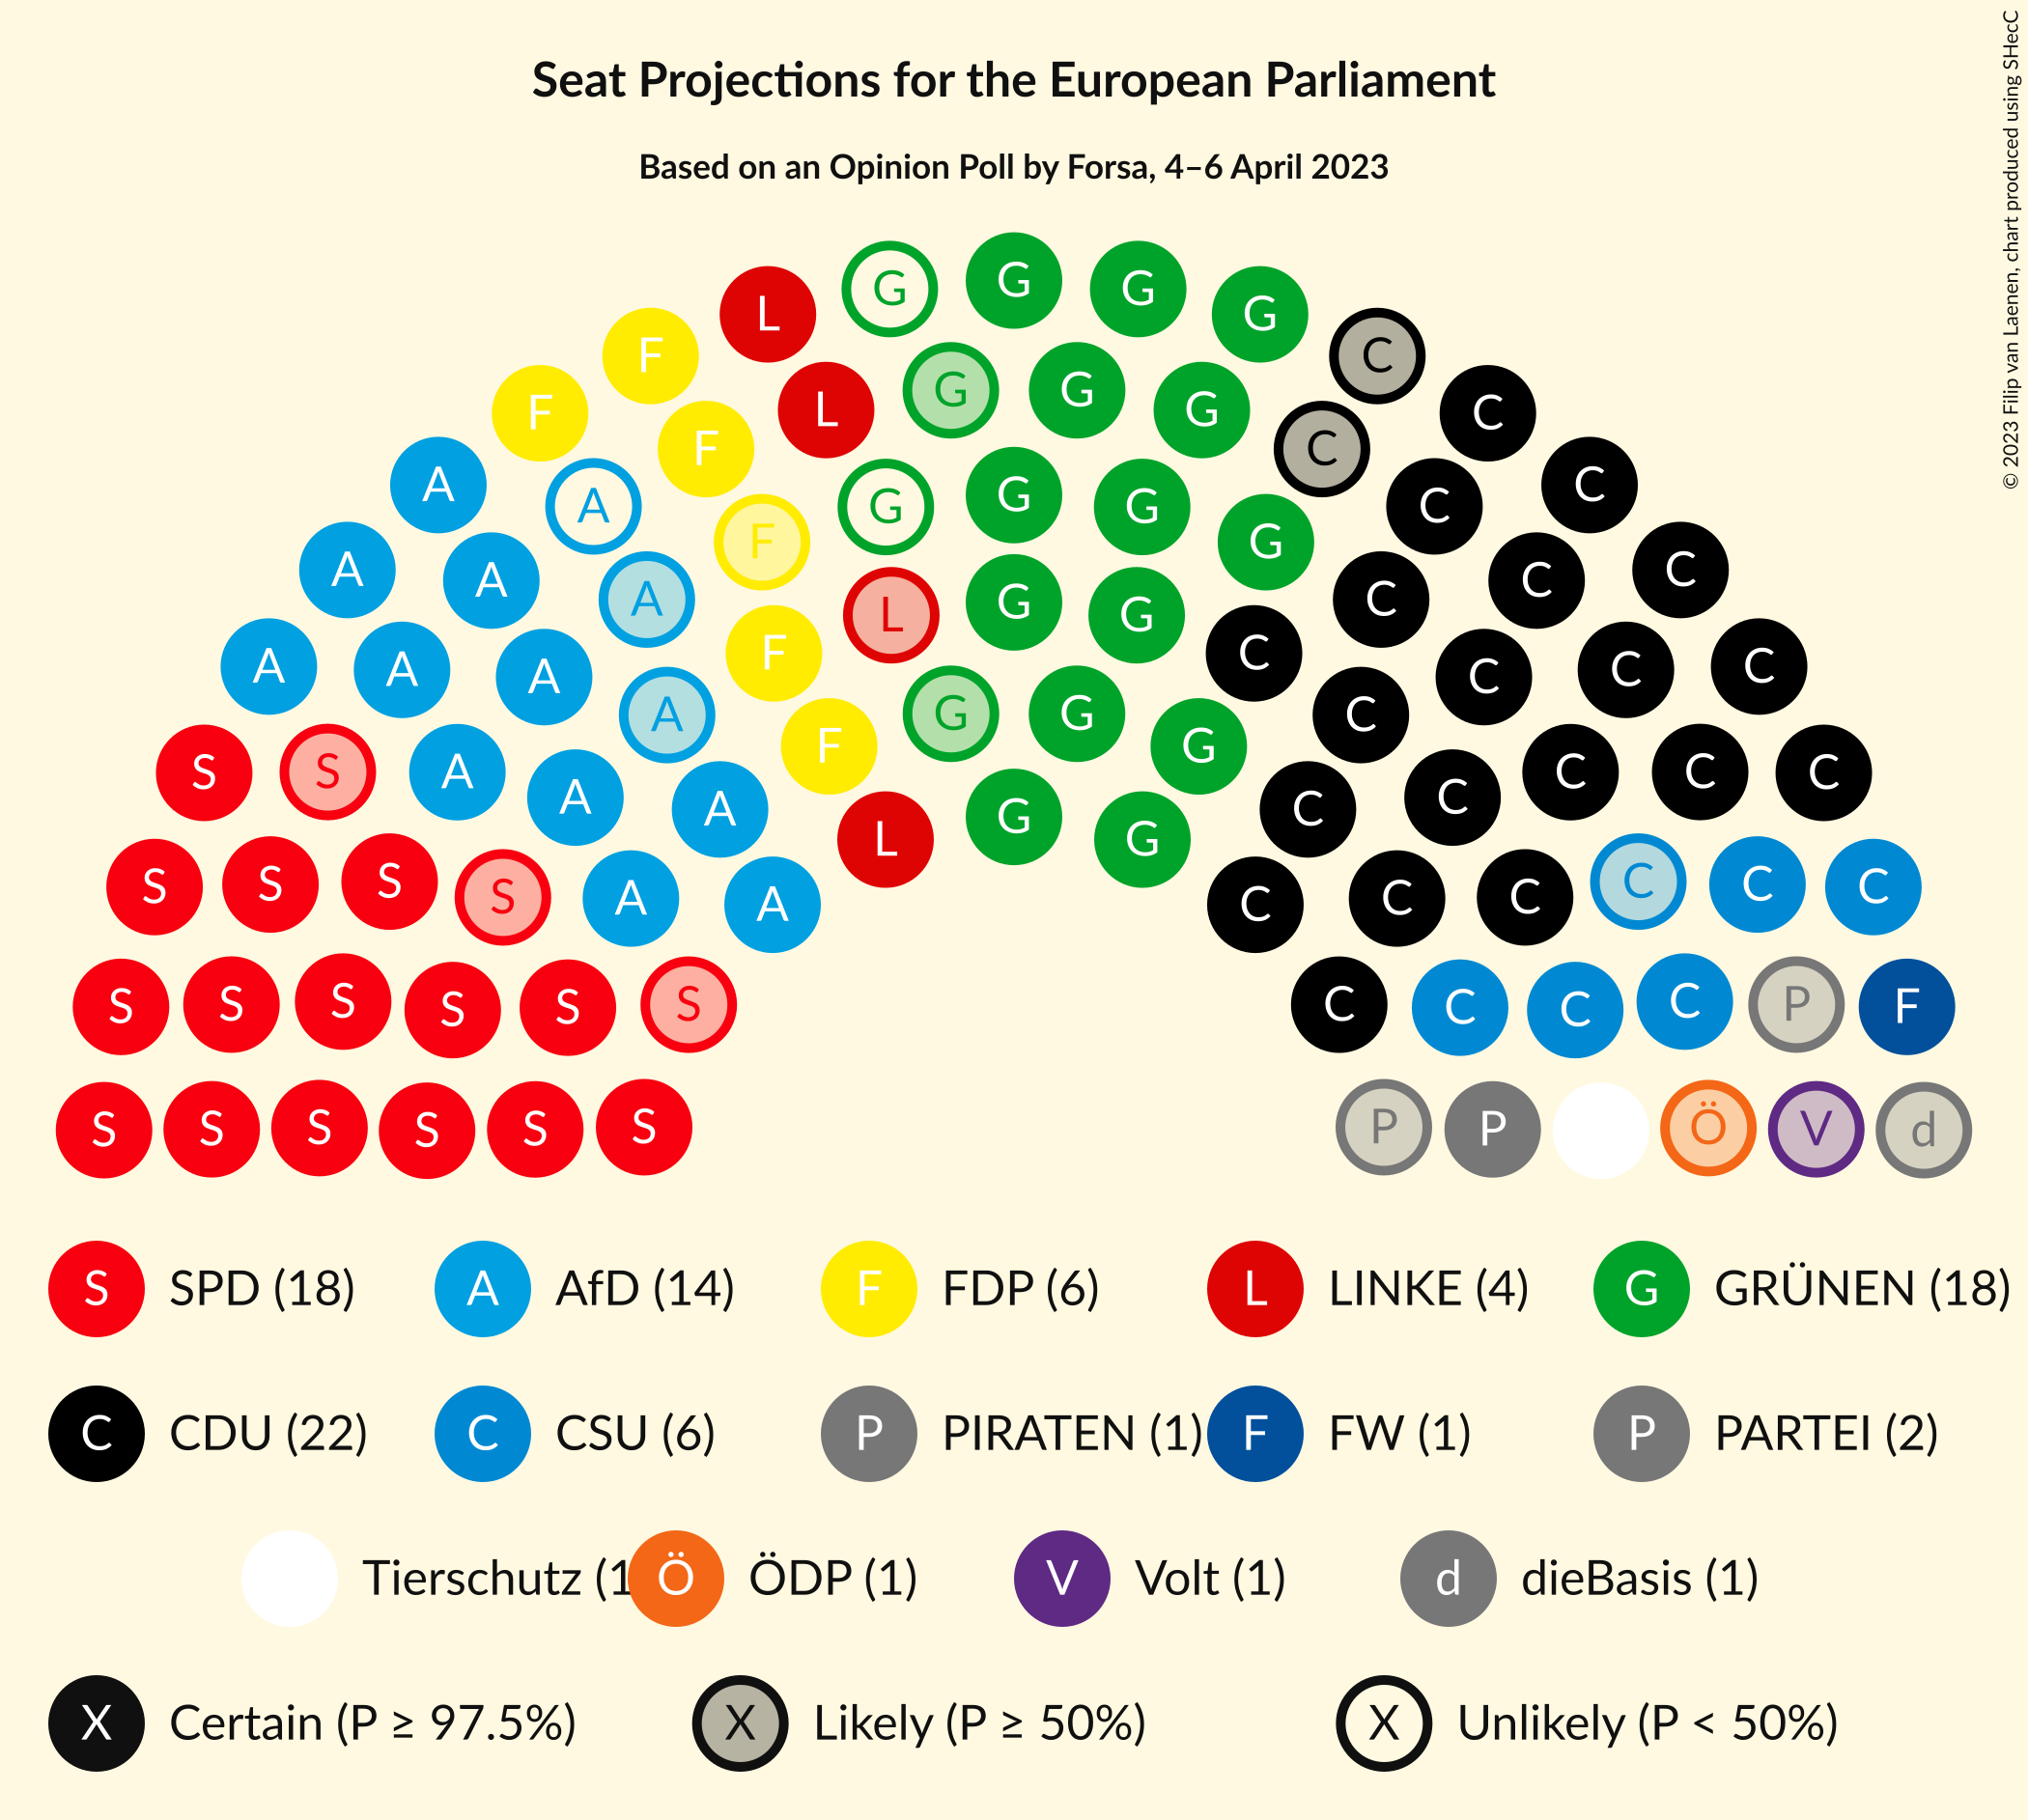 Seat Projections for the European Parliament
Based on an Opinion Poll by Forsa, 4–6 April 2023
© 2023 Filip van Laenen, chart produced using SHecC
G G G G
L C
F G G G C
F L C
F G G G C
A A F G C C
A A F L G G C C C
A A A F C C C
A A A F G G G C C C
S S A A A C C C C C
L G G
S S S S A A C C C C C C
S S S S S S C C C C P F
S S S S S S P P Ö V d
S SPD (18) A AfD (14) F FDP (6) L LINKE (4) G GRÜNEN (18)
C CDU (22) C CSU (6) P PIRATEN (1) F FW (1) P PARTEI (2)
Tierschutz (1 Ö ÖDP (1) V Volt (1) d dieBasis (1)
X Certain (P ≥ 97.5%) X Likely (P ≥ 50%) X Unlikely (P < 50%)